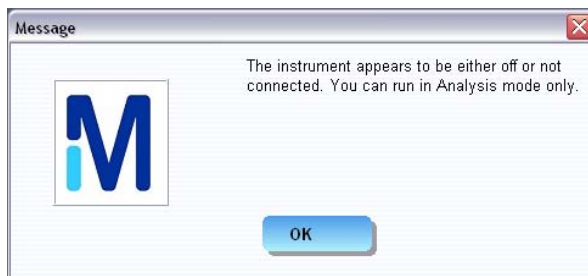 Message
The instrument appears to be either off or not
connected. You can run in Analysis mode only.
M
OK